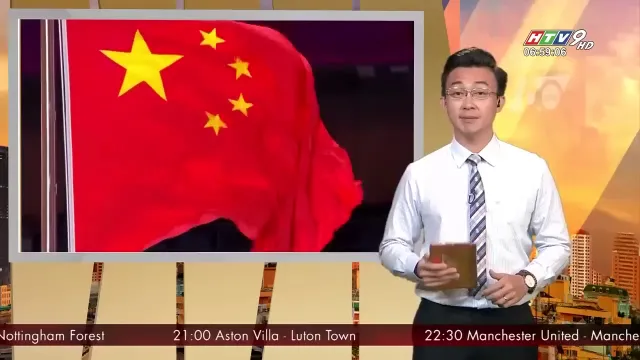 HTV9 HD
06:59:06
Nottingham Forest 21:00 Aston Villa - Luton Town 22:30 Manchester United - Manche